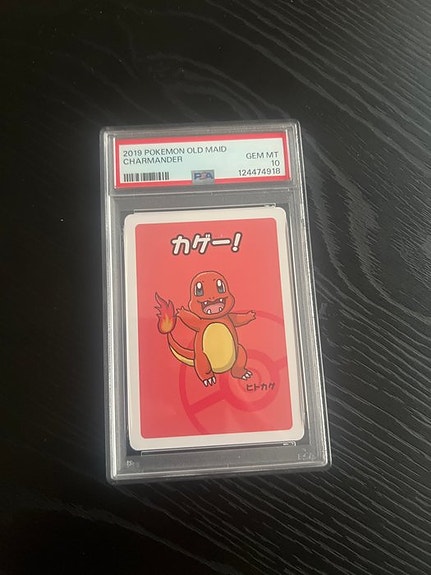 2019 POKEMON OLD MAID
CHARMANDER
GEM MT
10
PSA
124474918
カゲー!
ヒトカゲ